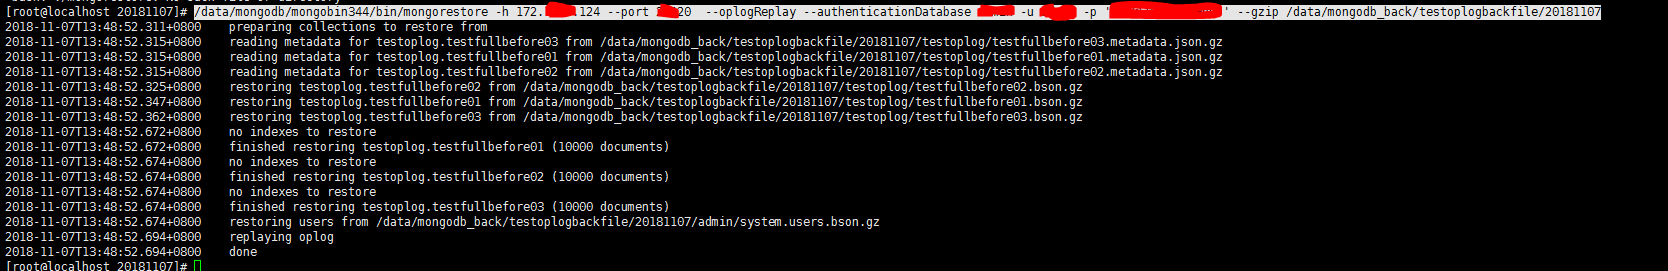 [root@localhost 20181107]# /data/mongodb/mongobin344/bin/mongorestore -h 172. 124 --port 20 --oplogReplay --authenticationDatabase -u -p ' ' --gzip /data/mongodb_back/testoplogbackfile/20181107
2018-11-07T13:48:52.311+0800 preparing collections to restore from
2018-11-07T13:48:52.315+0800 reading metadata for testoplog.testfullbefore03 from /data/mongodb_back/testoplogbackfile/20181107/testoplog/testfullbefore03.metadata.json.gz
2018-11-07T13:48:52.315+0800 reading metadata for testoplog.testfullbefore01 from /data/mongodb_back/testoplogbackfile/20181107/testoplog/testfullbefore01.metadata.json.gz
2018-11-07T13:48:52.315+0800 reading metadata for testoplog.testfullbefore02 from /data/mongodb_back/testoplogbackfile/20181107/testoplog/testfullbefore02.metadata.json.gz
2018-11-07T13:48:52.325+0800 restoring testoplog.testfullbefore02 from /data/mongodb_back/testoplogbackfile/20181107/testoplog/testfullbefore02.bson.gz
2018-11-07T13:48:52.347+0800 restoring testoplog.testfullbefore01 from /data/mongodb_back/testoplogbackfile/20181107/testoplog/testfullbefore01.bson.gz
2018-11-07T13:48:52.362+0800 restoring testoplog.testfullbefore03 from /data/mongodb_back/testoplogbackfile/20181107/testoplog/testfullbefore03.bson.gz
2018-11-07T13:48:52.672+0800 no indexes to restore
2018-11-07T13:48:52.672+0800 finished restoring testoplog.testfullbefore01 (10000 documents)
2018-11-07T13:48:52.674+0800 no indexes to restore
2018-11-07T13:48:52.674+0800 finished restoring testoplog.testfullbefore02 (10000 documents)
2018-11-07T13:48:52.674+0800 no indexes to restore
2018-11-07T13:48:52.674+0800 finished restoring testoplog.testfullbefore03 (10000 documents)
2018-11-07T13:48:52.674+0800 restoring users from /data/mongodb_back/testoplogbackfile/20181107/admin/system.users.bson.gz
2018-11-07T13:48:52.694+0800 replaying oplog
2018-11-07T13:48:52.694+0800 done
[root@localhost 20181107]#